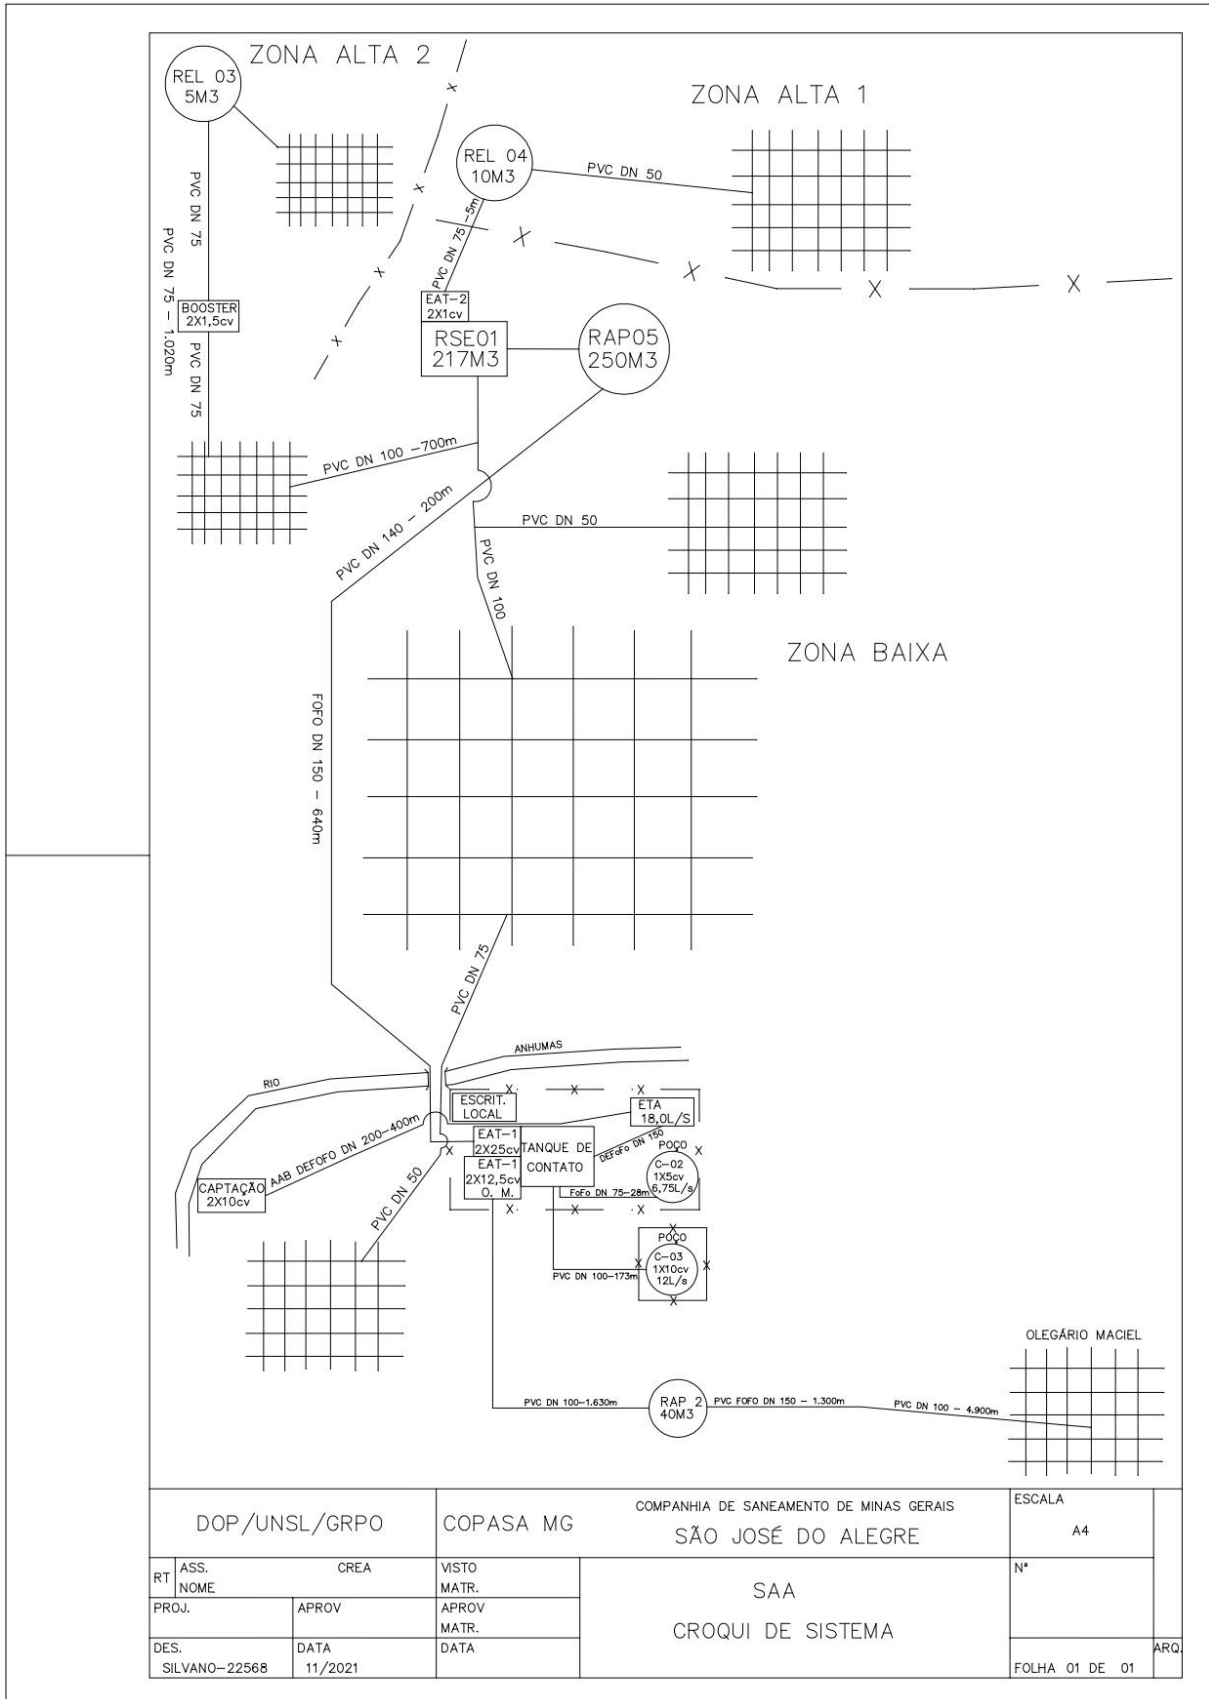 ZONA ALTA 2
REL 03
5M3
ZONA ALTA 1
REL 04
10M3
PVC DN 50
PVC DN 75
PVC DN 75 - 1.020m
PVC DN 75 -5m
BOOSTER
2X1,5cv
EAT-2
2X1cv
RSE01
217M3
RAP05
250M3
PVC DN 75
PVC DN 100 -700m
PVC DN 140 - 200m
PVC DN 50
PVC DN 100
ZONA BAIXA
FOFO DN 150 - 640m
PVC DN 75
ANHUMAS
RIO
ESCRIT.
LOCAL
ETA
18,0L/S
AAB DEFOFO DN 200-400m
EAT-1
2X25cv
TANQUE DE
CONTATO
DEFoFo DN 150
POÇO
C-02
1X5cv
6,75L/s
EAT-1
2X12,5cv
O. M.
FoFo DN 75-28m
CAPTAÇÃO
2X10cv
PVC DN 50
POÇO
C-03
1X10cv
12L/s
PVC DN 100-173m
OLEGÁRIO MACIEL
PVC DN 100-1.630m
RAP 2
40M3
PVC FOFO DN 150 - 1.300m
PVC DN 100 - 4.900m
DOP/UNSL/GRPO
COPASA MG
COMPANHIA DE SANEAMENTO DE MINAS GERAIS
SÃO JOSÉ DO ALEGRE
ESCALA
A4
RT
ASS.
CREA
NOME
VISTO
MATR.
SAA
CROQUI DE SISTEMA
Nº
PROJ.
APROV
APROV
MATR.
DES.
SILVANO-22568
DATA
11/2021
DATA
FOLHA 01 DE 01
ARQ.